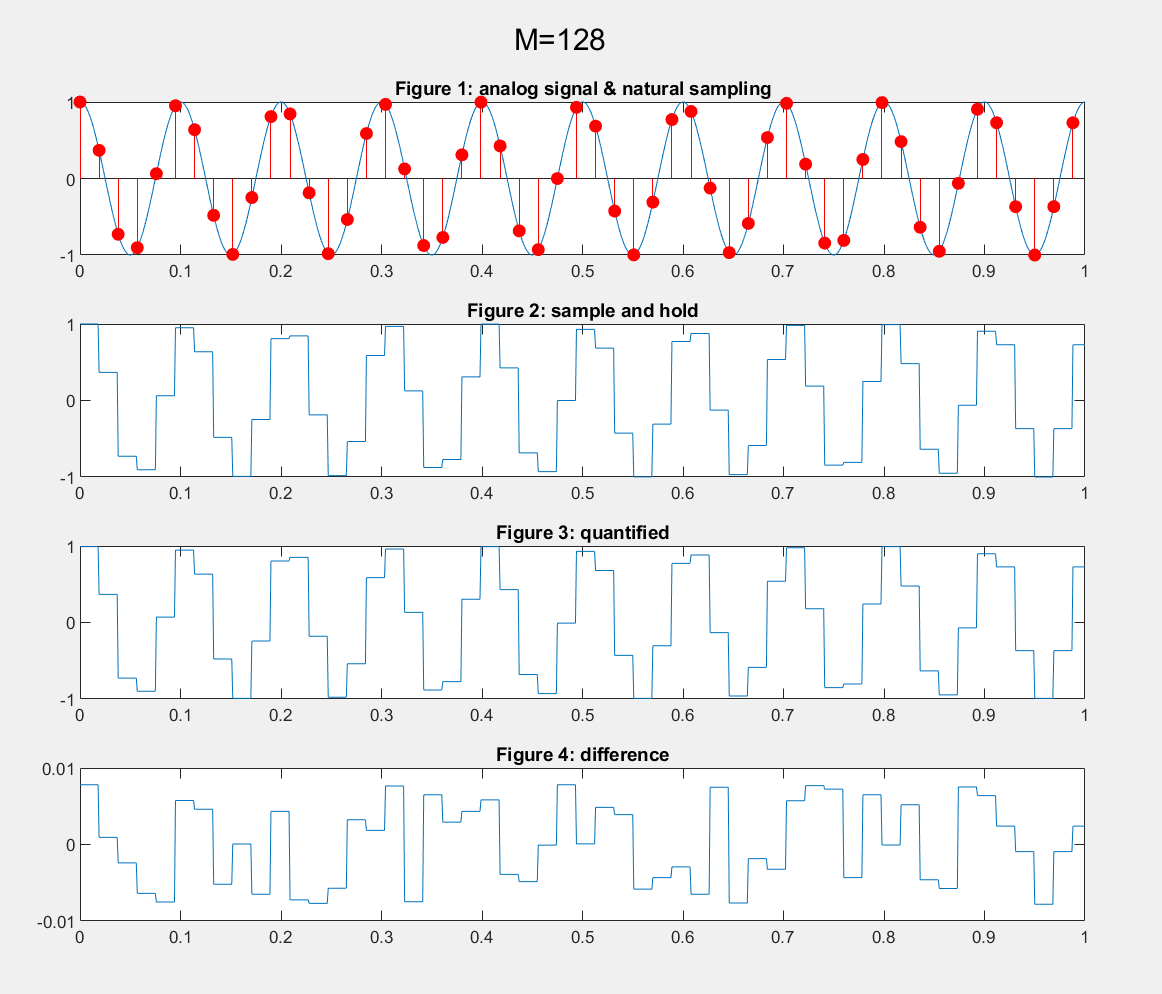 M=128
Figure 1: analog signal & natural sampling
1
0
-1
0 0.1 0.2 0.3 0.4 0.5 0.6 0.7 0.8 0.9 1
Figure 2: sample and hold
1
0
-1
0 0.1 0.2 0.3 0.4 0.5 0.6 0.7 0.8 0.9 1
Figure 3: quantified
1
0
-1
0 0.1 0.2 0.3 0.4 0.5 0.6 0.7 0.8 0.9 1
Figure 4: difference
0.01
0
-0.01
0 0.1 0.2 0.3 0.4 0.5 0.6 0.7 0.8 0.9 1